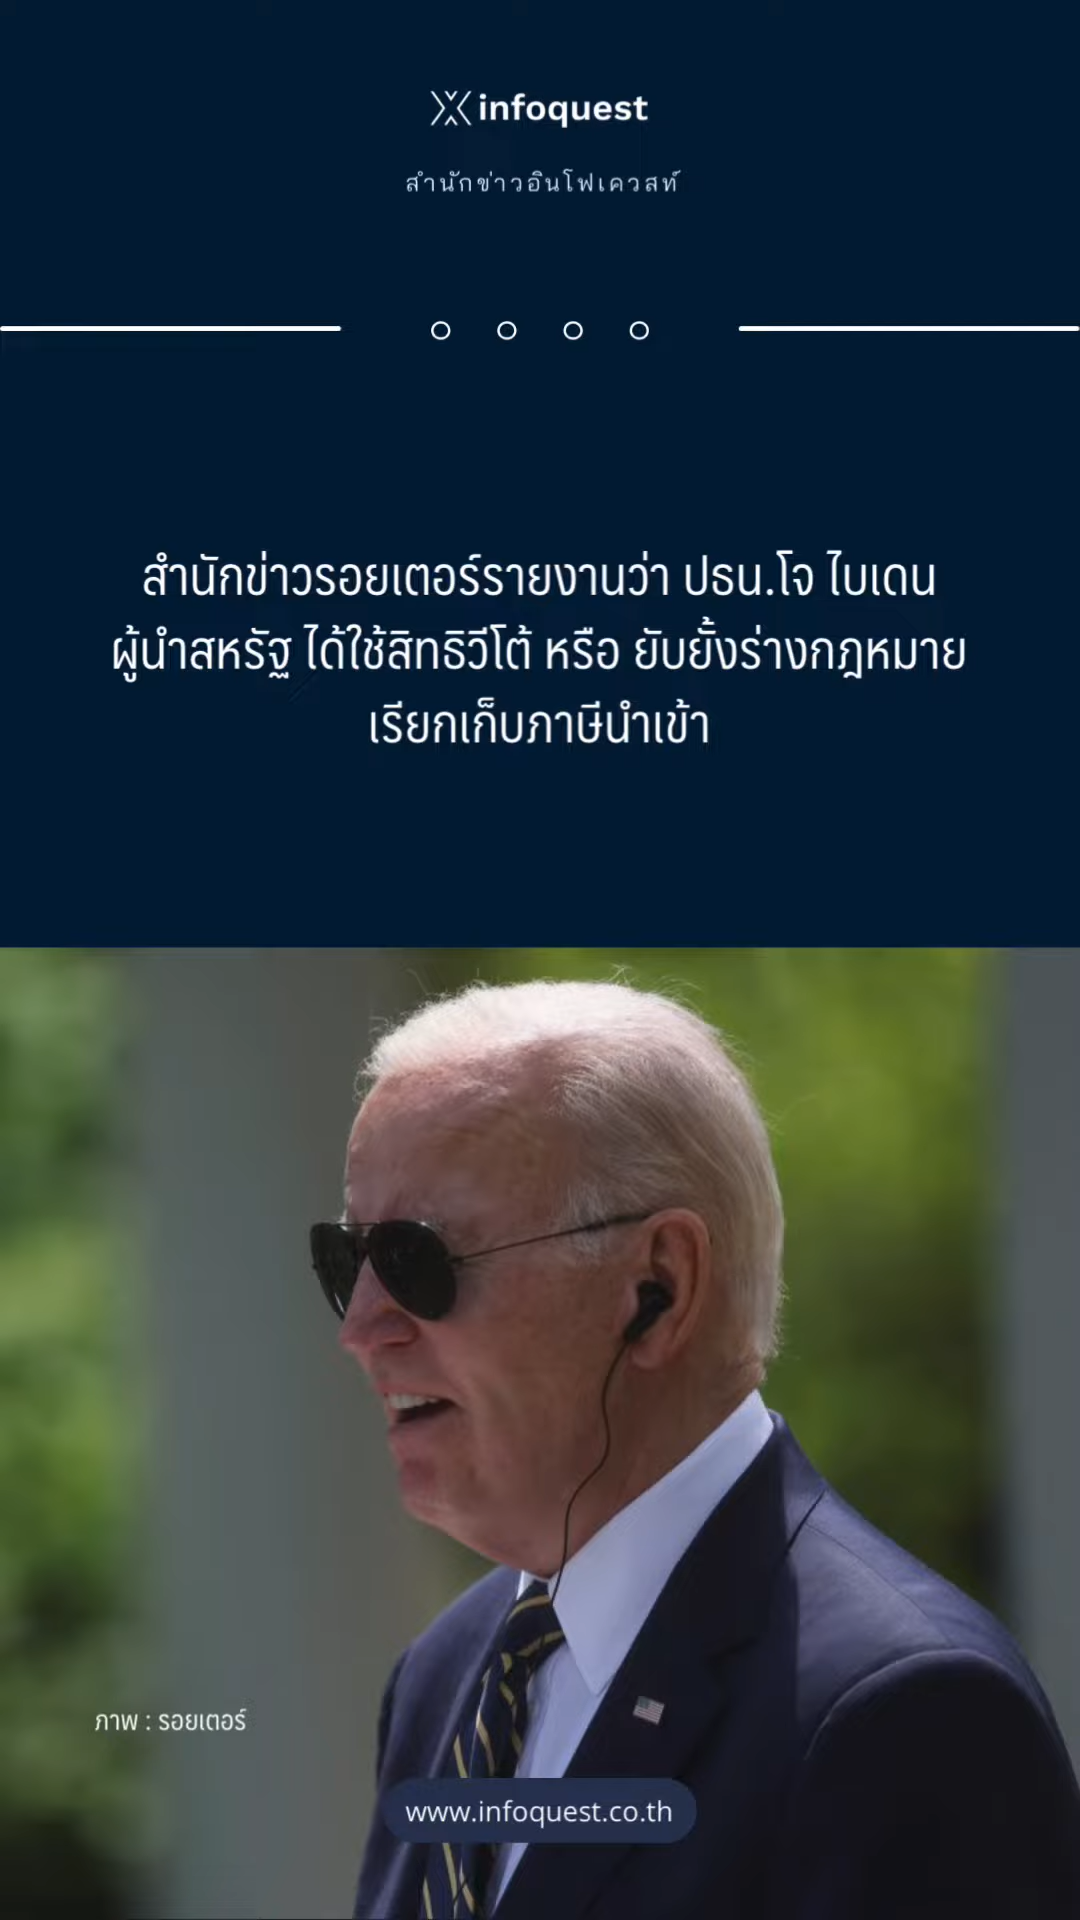 infoquest
สำนักข่าวอินโฟเควสท์
สำนักข่าวรอยเตอร์รายงานว่า ปธน.โจ ไบเดน
ผู้นำสหรัฐ ได้ใช้สิทธิวีโต้ หรือ ยับยั้งร่างกฎหมาย
เรียกเก็บภาษีนำเข้า
ภาพ : รอยเตอร์
www.infoquest.co.th